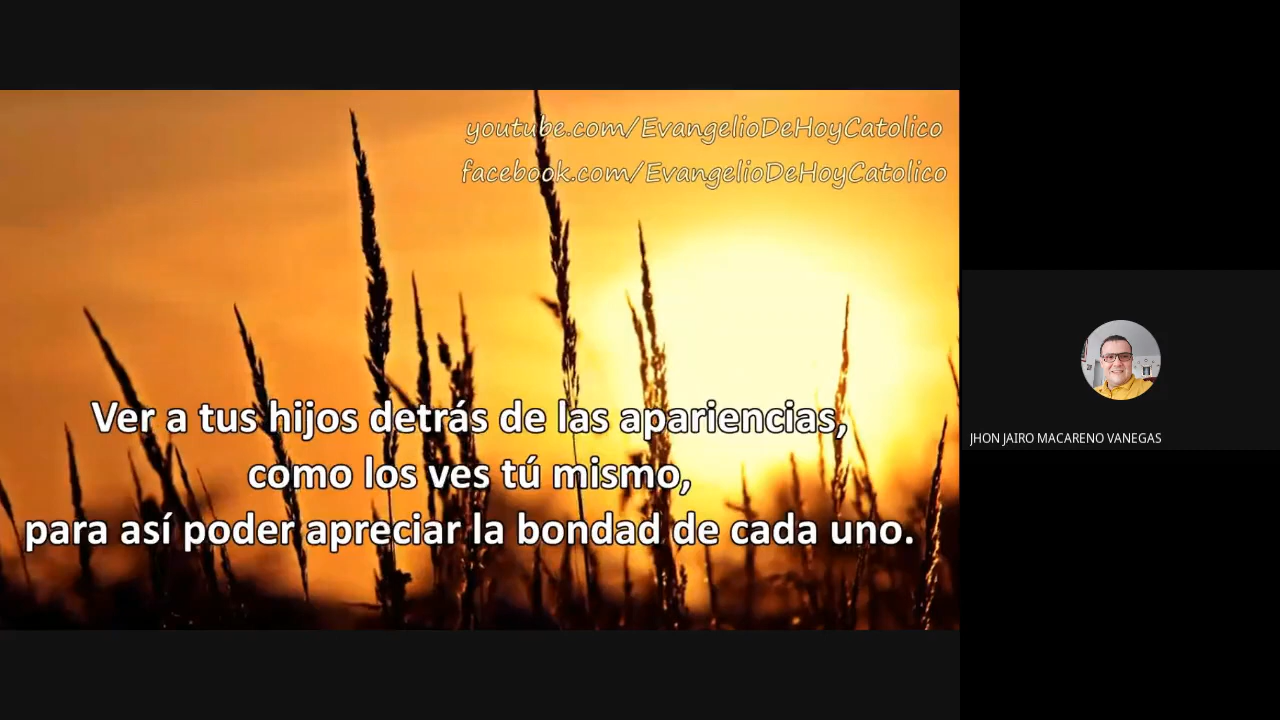 youtube.com/EvangelioDeHoyCatolico
facebook.com/EvangelioDeHoyCatolico
Ver a tus hijos detrás de las apariencias,
como los ves tú mismo,
para así poder apreciar la bondad de cada uno.
JHON JAIRO MACARENO VANEGAS